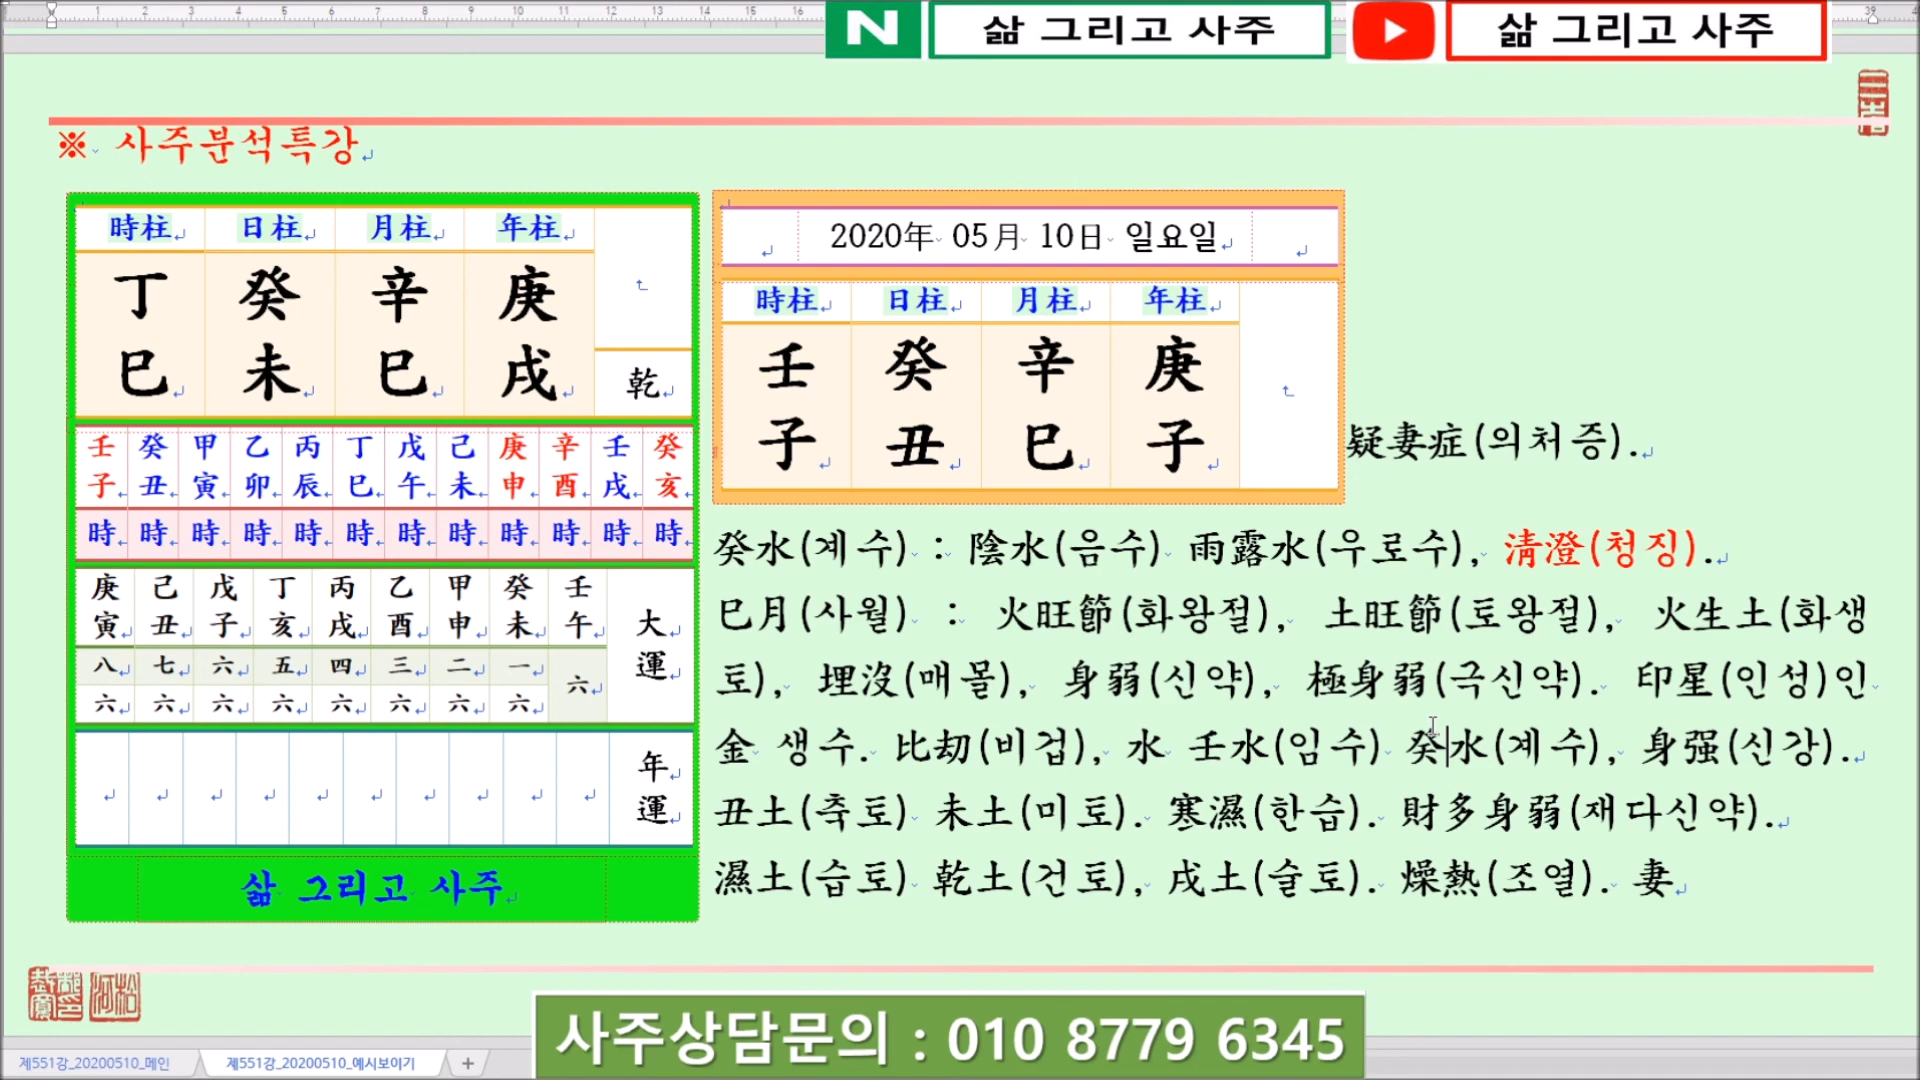 N 삶 그리고 사주 삶 그리고 사주
※ 사주분석특강
時柱 日柱 月柱 年柱
丁 癸 辛 庚
巳 未 巳 戌 乾
壬 癸 甲 乙 丙 丁 戊 己 庚 辛 壬 癸
子 丑 寅 卯 辰 巳 午 未 申 酉 戌 亥
時 時 時 時 時 時 時 時 時 時 時 時
庚 己 戊 丁 丙 乙 甲 癸 壬
寅 丑 子 亥 戌 酉 申 未 午 大
八 七 六 五 四 三 二 一 六 運
六 六 六 六 六 六 六 六
年
運
삶 그리고 사주
2020年 05月 10日 일요일
時柱 日柱 月柱 年柱
壬 癸 辛 庚
子 丑 巳 子
疑妻症(의처증).
癸水(계수) : 陰水(음수) 雨露水(우로수), 淸澄(청징).
巳月(사월) : 火旺節(화왕절), 土旺節(토왕절), 火生土(화생
토), 埋沒(매몰), 身弱(신약), 極身弱(극신약). 印星(인성)인
金 생수. 比劫(비겁), 水 壬水(임수) 癸水(계수), 身强(신강).
丑土(축토) 未土(미토). 寒濕(한습). 財多身弱(재다신약).
濕土(습토) 乾土(건토), 戌土(술토). 燥熱(조열). 妻
제551강_20200510_메인 제551강_20200510_예시보이기 +
사주상담문의 : 010 8779 6345